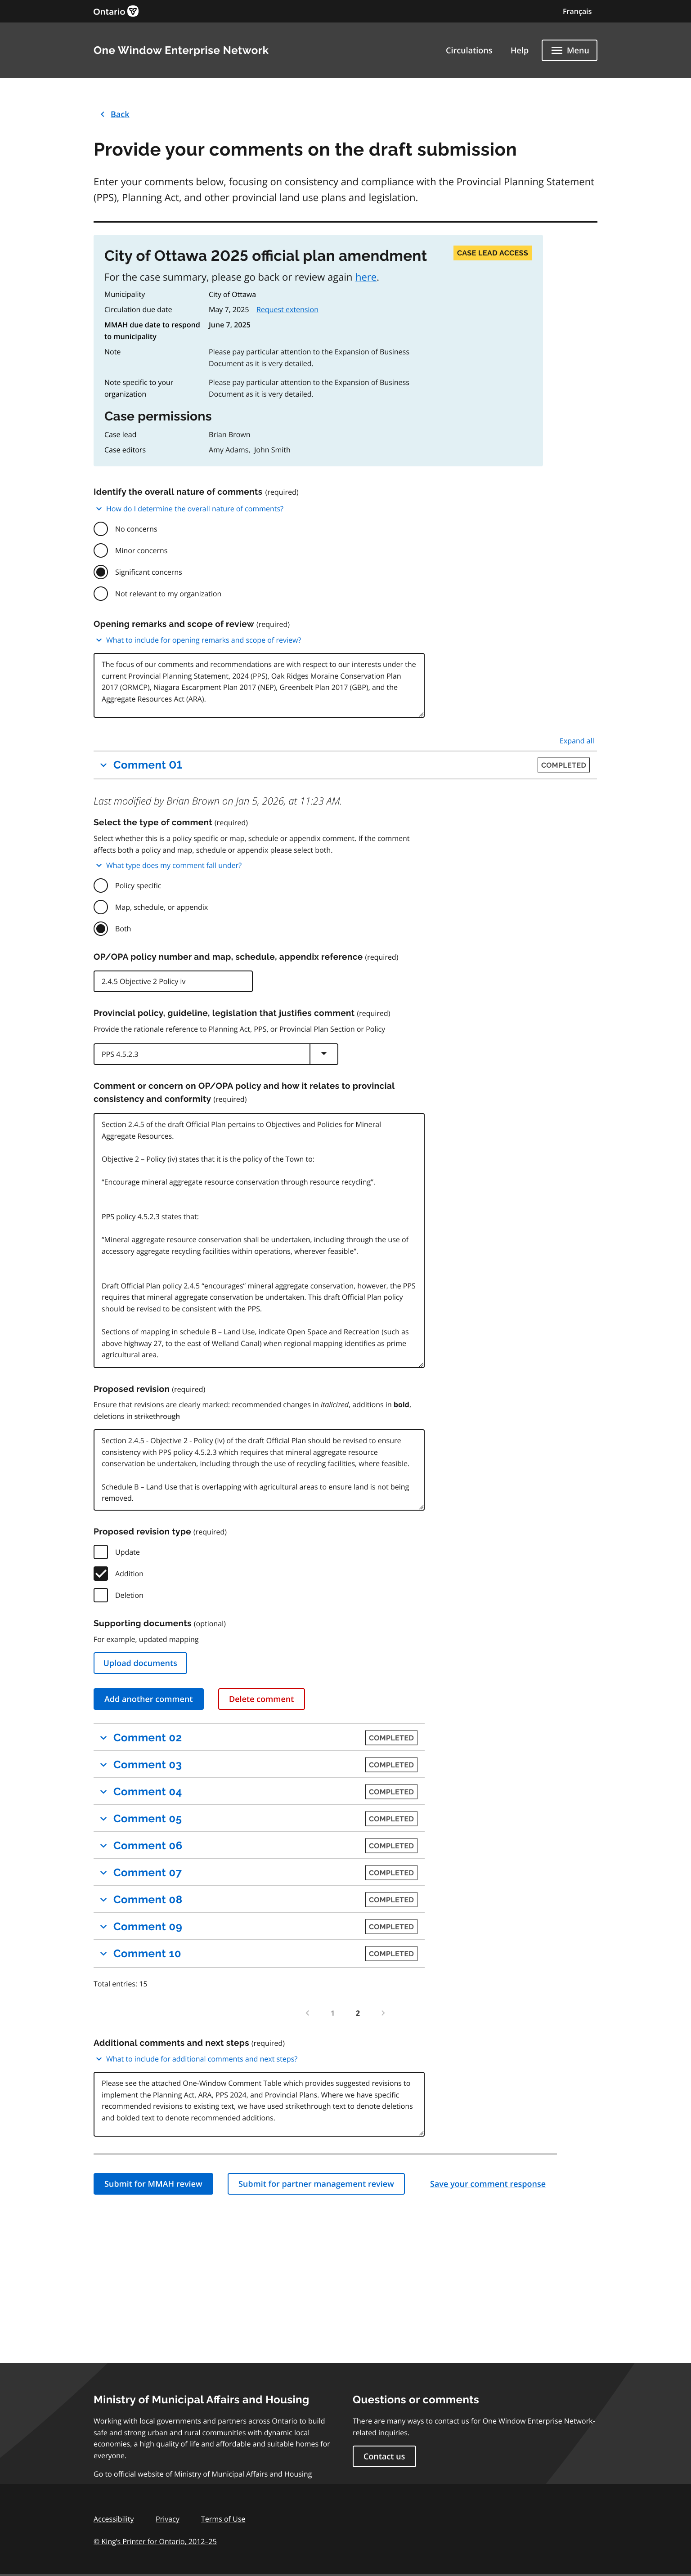 Ontario
Français
One Window Enterprise Network
Circulations
Help
Menu
Back
Provide your comments on the draft submission
Enter your comments below, focusing on consistency and compliance with the Provincial Planning Statement
(PPS), Planning Act, and other provincial land use plans and legislation.
City of Ottawa 2025 official plan amendment
CASE LEAD ACCESS
For the case summary, please go back or review again here.
Municipality City of Ottawa
Circulation due date May 7, 2025 Request extension
MMAH due date to respond June 7, 2025
to municipality
Note Please pay particular attention to the Expansion of Business
Document as it is very detailed.
Note specific to your Please pay particular attention to the Expansion of Business
organization Document as it is very detailed.
Case permissions
Case lead Brian Brown
Case editors Amy Adams, John Smith
Identify the overall nature of comments (required)
How do I determine the overall nature of comments?
No concerns
Minor concerns
Significant concerns
Not relevant to my organization
Opening remarks and scope of review (required)
What to include for opening remarks and scope of review?
The focus of our comments and recommendations are with respect to our interests under the
current Provincial Planning Statement, 2024 (PPS), Oak Ridges Moraine Conservation Plan
2017 (ORMCP), Niagara Escarpment Plan 2017 (NEP), Greenbelt Plan 2017 (GBP), and the
Aggregate Resources Act (ARA).
Expand all
Comment 01 COMPLETED
Last modified by Brian Brown on Jan 5, 2026, at 11:23 AM.
Select the type of comment (required)
Select whether this is a policy specific or map, schedule or appendix comment. If the comment
affects both a policy and map, schedule or appendix please select both.
What type does my comment fall under?
Policy specific
Map, schedule, or appendix
Both
OP/OPA policy number and map, schedule, appendix reference (required)
2.4.5 Objective 2 Policy iv
Provincial policy, guideline, legislation that justifies comment (required)
Provide the rationale reference to Planning Act, PPS, or Provincial Plan Section or Policy
PPS 4.5.2.3
Comment or concern on OP/OPA policy and how it relates to provincial
consistency and conformity (required)
Section 2.4.5 of the draft Official Plan pertains to Objectives and Policies for Mineral
Aggregate Resources.
Objective 2 – Policy (iv) states that it is the policy of the Town to:
“Encourage mineral aggregate resource conservation through resource recycling”.
PPS policy 4.5.2.3 states that:
“Mineral aggregate resource conservation shall be undertaken, including through the use of
accessory aggregate recycling facilities within operations, wherever feasible”.
Draft Official Plan policy 2.4.5 “encourages” mineral aggregate conservation, however, the PPS
requires that mineral aggregate conservation be undertaken. This draft Official Plan policy
should be revised to be consistent with the PPS.
Sections of mapping in schedule B – Land Use, indicate Open Space and Recreation (such as
above highway 27, to the east of Welland Canal) when regional mapping identifies as prime
agricultural area.
Proposed revision (required)
Ensure that revisions are clearly marked: recommended changes in italicized, additions in bold,
deletions in strikethrough
Section 2.4.5 - Objective 2 - Policy (iv) of the draft Official Plan should be revised to ensure
consistency with PPS policy 4.5.2.3 which requires that mineral aggregate resource
conservation be undertaken, including through the use of recycling facilities, where feasible.
Schedule B – Land Use that is overlapping with agricultural areas to ensure land is not being
removed.
Proposed revision type (required)
Update
Addition
Deletion
Supporting documents (optional)
For example, updated mapping
Upload documents
Add another comment
Delete comment
Comment 02 COMPLETED
Comment 03 COMPLETED
Comment 04 COMPLETED
Comment 05 COMPLETED
Comment 06 COMPLETED
Comment 07 COMPLETED
Comment 08 COMPLETED
Comment 09 COMPLETED
Comment 10 COMPLETED
Total entries: 15
1 2
Additional comments and next steps (required)
What to include for additional comments and next steps?
Please see the attached One-Window Comment Table which provides suggested revisions to
implement the Planning Act, ARA, PPS 2024, and Provincial Plans. Where we have specific
recommended revisions to existing text, we have used strikethrough text to denote deletions
and bolded text to denote recommended additions.
Submit for MMAH review
Submit for partner management review
Save your comment response
Ministry of Municipal Affairs and Housing
Working with local governments and partners across Ontario to build
safe and strong urban and rural communities with dynamic local
economies, a high quality of life and affordable and suitable homes for
everyone.
Go to official website of Ministry of Municipal Affairs and Housing
Questions or comments
There are many ways to contact us for One Window Enterprise Network-
related inquiries.
Contact us
Accessibility
Privacy
Terms of Use
© King's Printer for Ontario, 2012–25